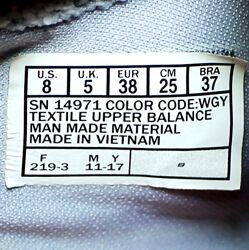 U.S. U.K. EUR CM BRA
8 5 38 25 37
SN 14971 COLOR CODE:WGY
TEXTILE UPPER BALANCE
MAN MADE MATERIAL
MADE IN VIETNAM
F M Y
219-3 11-17